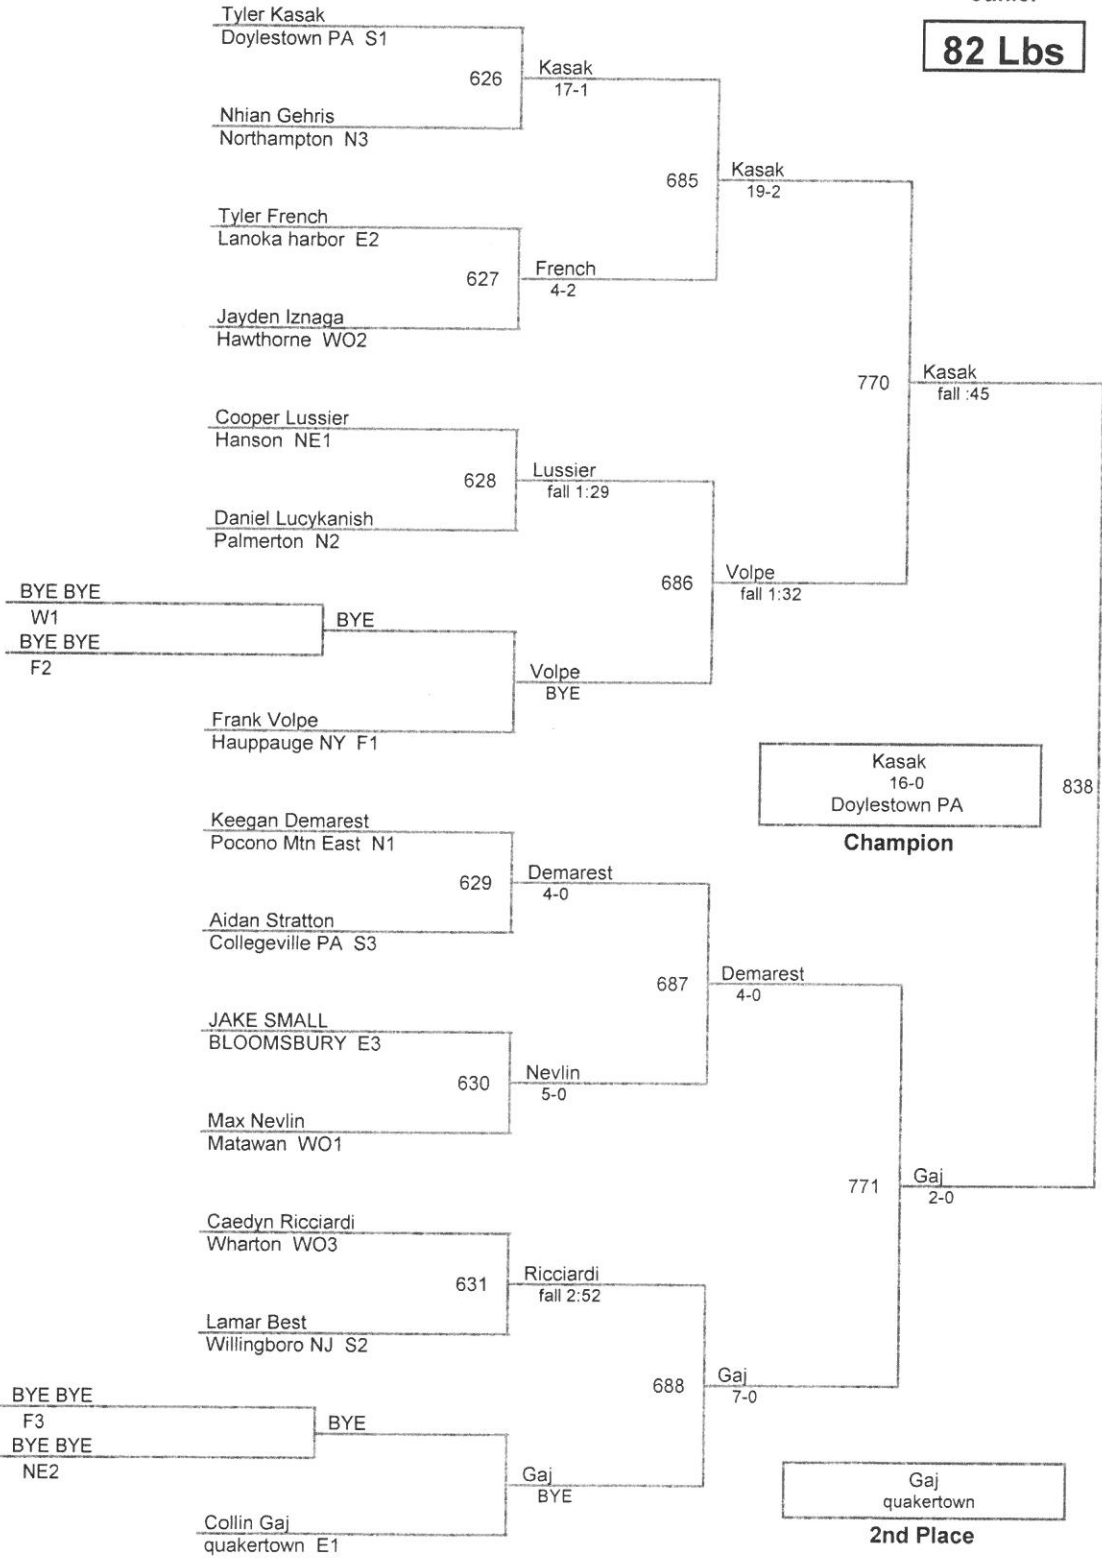 82 Lbs
Tyler Kasak
Doylestown PA S1
626
Kasak
17-1
Nhian Gehris
Northampton N3
685
Kasak
19-2
Tyler French
Lanoka harbor E2
627
French
4-2
Jayden Iznaga
Hawthorne WO2
770
Kasak
fall :45
Cooper Lussier
Hanson NE1
628
Lussier
fall 1:29
Daniel Lucykanish
Palmerton N2
686
Volpe
fall 1:32
BYE BYE
W1
BYE
BYE BYE
F2
Volpe
BYE
Frank Volpe
Hauppauge NY F1
Kasak
16-0
Doylestown PA
838
Champion
Keegan Demarest
Pocono Mtn East N1
629
Demarest
4-0
Aidan Stratton
Collegeville PA S3
687
Demarest
4-0
JAKE SMALL
BLOOMSBURY E3
630
Nevlin
5-0
Max Nevlin
Matawan WO1
771
Gaj
2-0
Caedyn Ricciardi
Wharton WO3
631
Ricciardi
fall 2:52
Lamar Best
Willingboro NJ S2
688
Gaj
7-0
BYE BYE
F3
BYE
BYE BYE
NE2
Gaj
BYE
Collin Gaj
quakertown E1
Gaj
quakertown
2nd Place